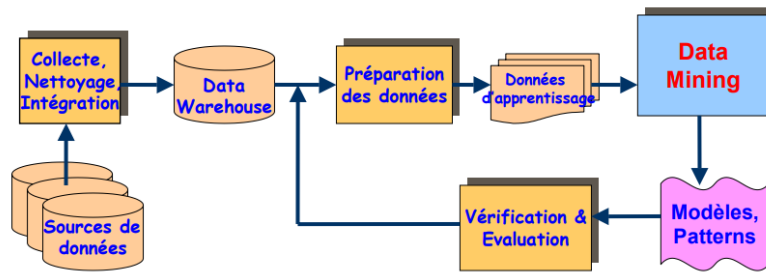 Collecte,
Nettoyage,
Intégration
Data
Warehouse
Préparation
des données
Données
d'apprentissage
Data
Mining
Sources de
données
Vérification &
Evaluation
Modèles,
Patterns